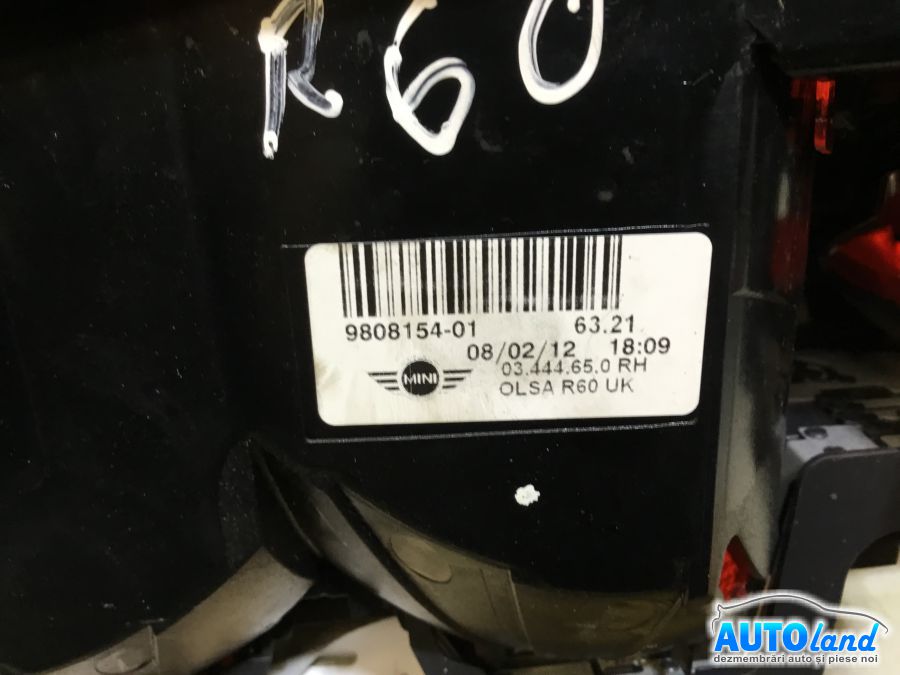 R60
9808154-01 63.21
08/02/12 18:09
03.444.65.0 RH
MINI
OLSA R60 UK
AUTOland
dezmembrări auto și piese noi